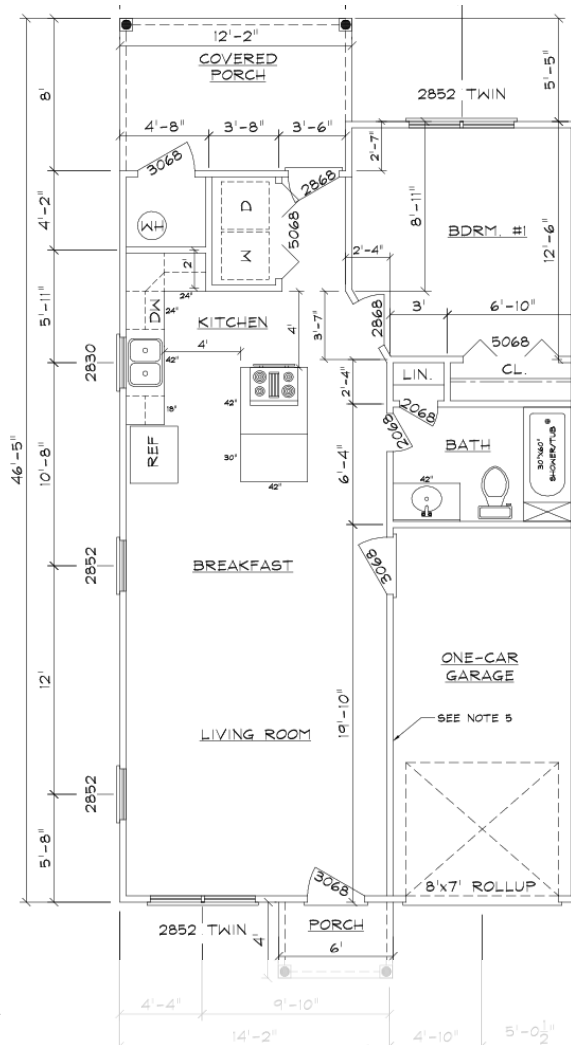 12'-2"
COVERED
PORCH
2852 TWIN
5'-5"
8'
4'-8"
3'-8"
3'-6"
2'-7"
3068
2868
D
5068
8'-11"
BDRM. #1
12'-6"
4'-2"
WH
W
2'-4"
2'
24"
24"
DW
KITCHEN
4'
3'-7"
2868
3'
6'-10"
5'-11"
2830
42"
4'
5068
LIN.
CL.
2'-4"
42"
2068
2068
18"
BATH
30"X60"
SHOWER/TUB
REF
30"
42"
6'-4"
42"
46'-5"
10'-8"
2852
BREAKFAST
3068
ONE-CAR
GARAGE
12'
LIVING ROOM
19'-10"
SEE NOTE 5
2852
5'-8"
3068
8'x7' ROLLUP
2852 TWIN
4'
PORCH
6'
4'-4"
9'-10"
14'-2"
4'-10"
5'-0½"